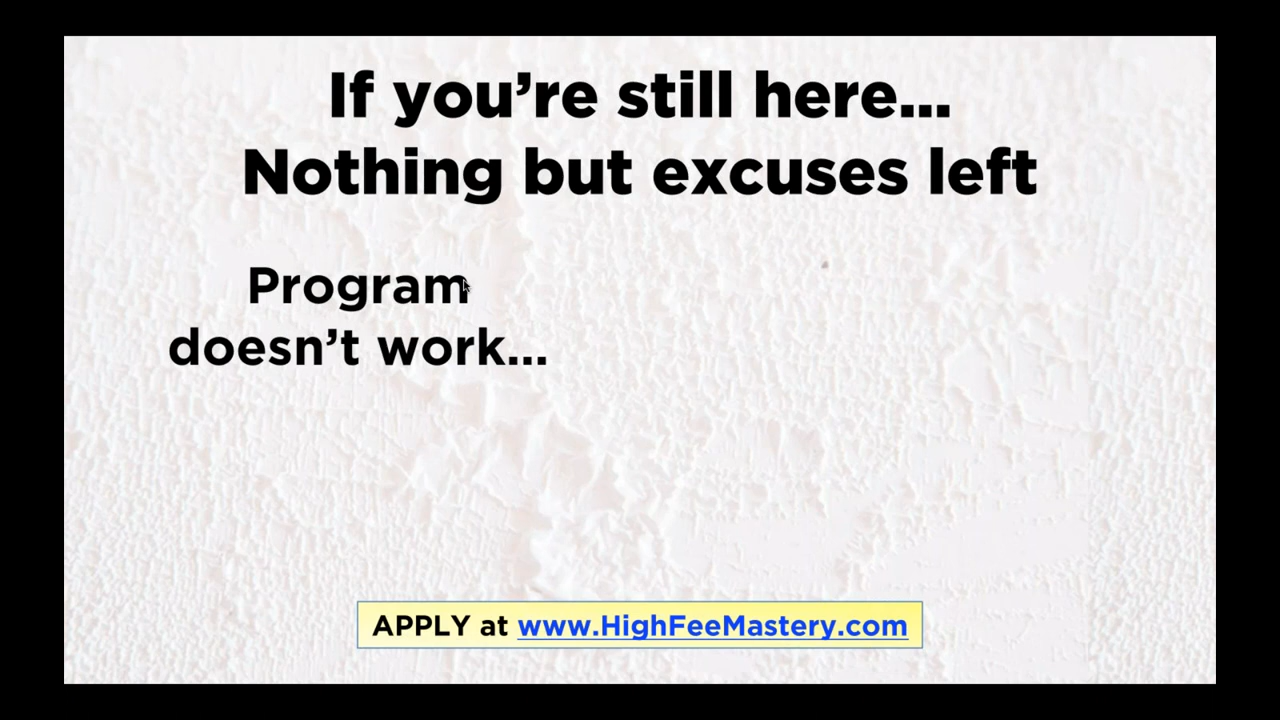 If you’re still here...
Nothing but excuses left
Program
doesn’t work...
APPLY at www.HighFeeMastery.com